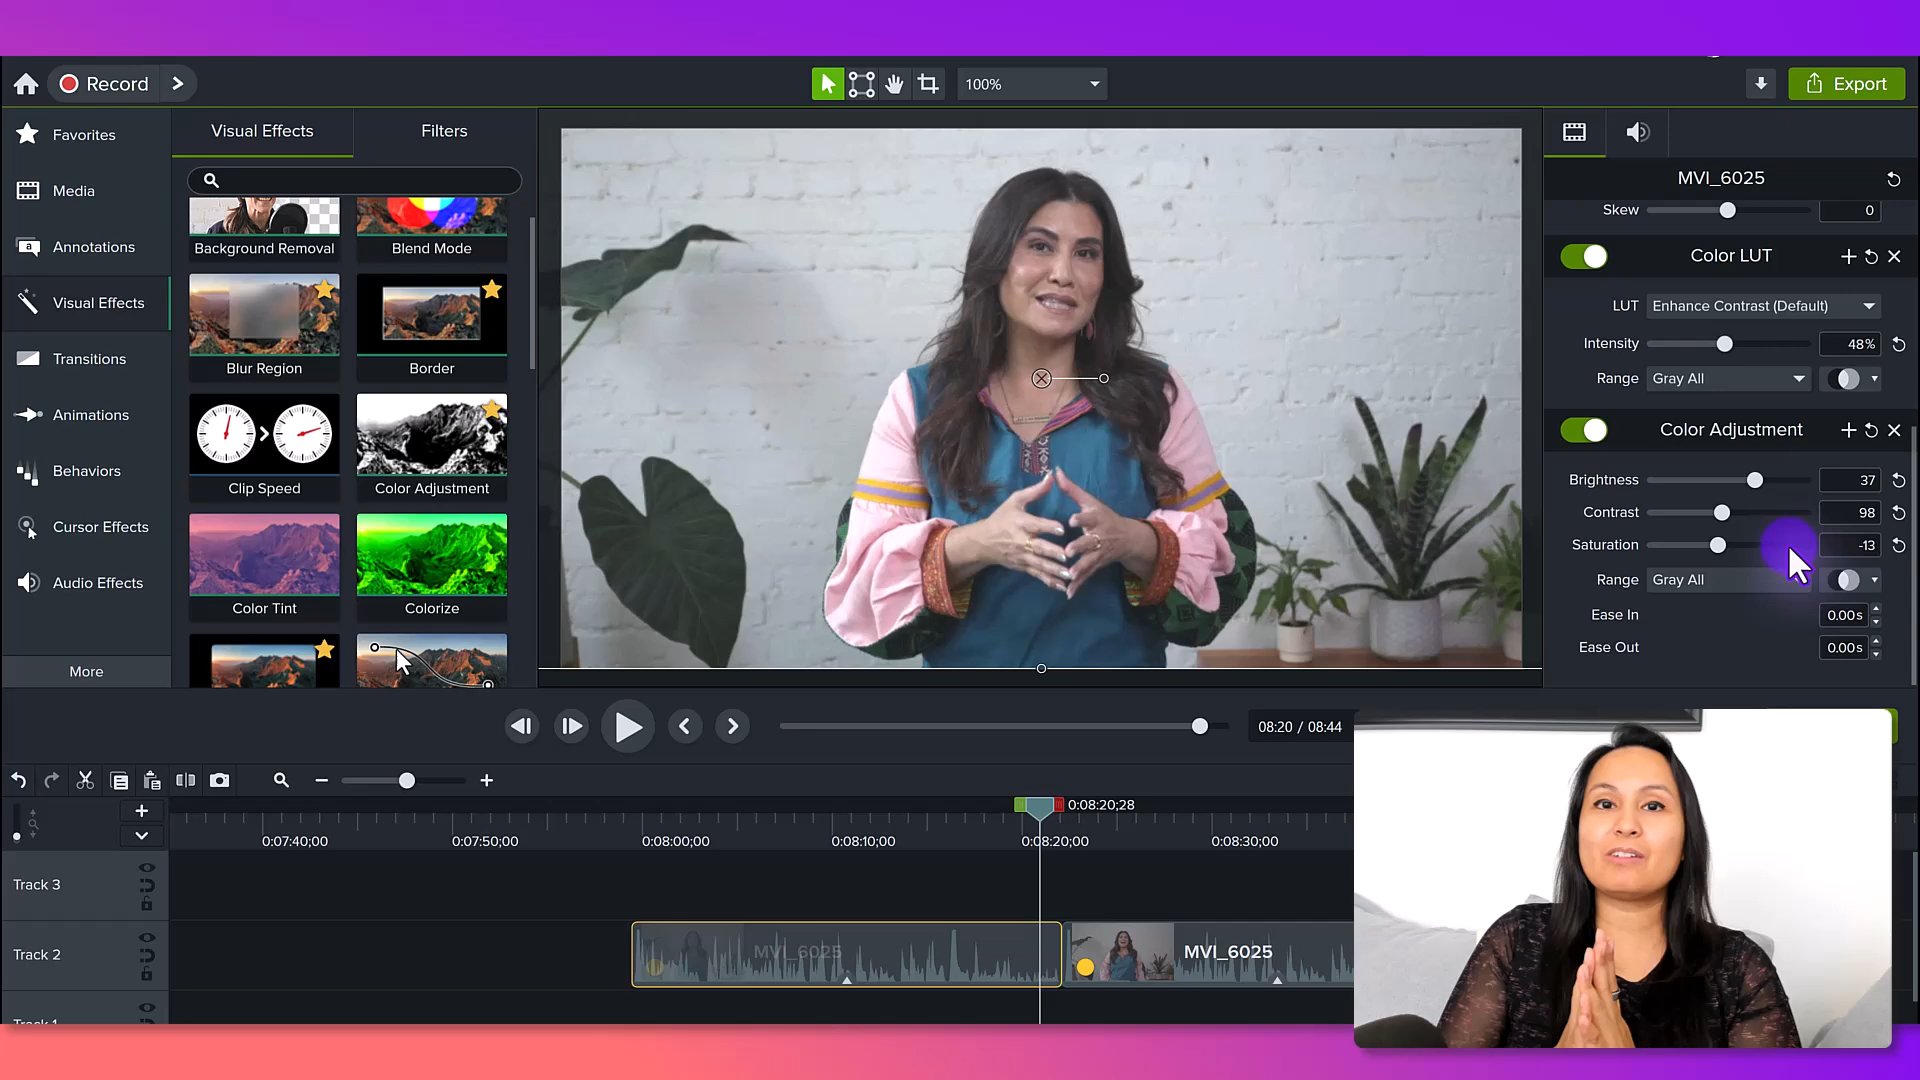 Record
100%
Export
Favorites
Media
Annotations
Visual Effects
Transitions
Animations
Behaviors
Cursor Effects
Audio Effects
More
Visual Effects
Filters
Background Removal
Blend Mode
Blur Region
Border
Clip Speed
Color Adjustment
Color Tint
Colorize
MVI_6025
Skew 0
Color LUT
LUT Enhance Contrast (Default)
Intensity 48%
Range Gray All
Color Adjustment
Brightness 37
Contrast 98
Saturation -13
Range Gray All
Ease In 0.00s
Ease Out 0.00s
08:20 / 08:44
0:08:20;28
0:07:40;00
0:07:50;00
0:08:00;00
0:08:10;00
0:08:20;00
0:08:30;00
Track 3
Track 2
MVI_6025
MVI_6025
Track 1